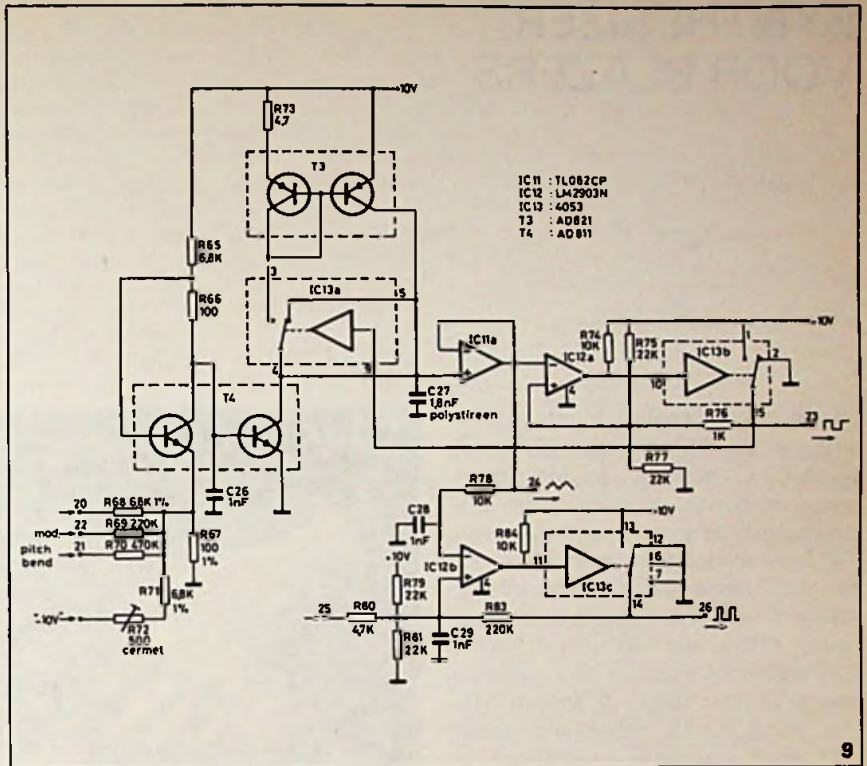 10V
R73
4,7
T3
IC11 : TL082CP
IC12 : LM2903N
IC13 : 4053
T3 : AD821
T4 : AD811
R65
6,8K
R66
100
3
IC13a
5
4
9
T4
C27
1,8nF
polystireen
IC11a
IC12a
4
R74
10K
R75
22K
10V
IC13b
1
2
10
15
R76
1K
23
R77
22K
C26
1nF
20
R68 68K 1%
22
mod.
R69 220K
21
pitch
bend
R70 470K
R67
100
1%
R71
6,8K
1%
-10V
R72
500
cermet
R78
10K
24
C28
1nF
10V
R84
10K
13
12
6
7
11
14
IC12b
4
IC13c
R79
22K
25
R80
4,7K
R81
22K
C29
1nF
R83
220K
26
9